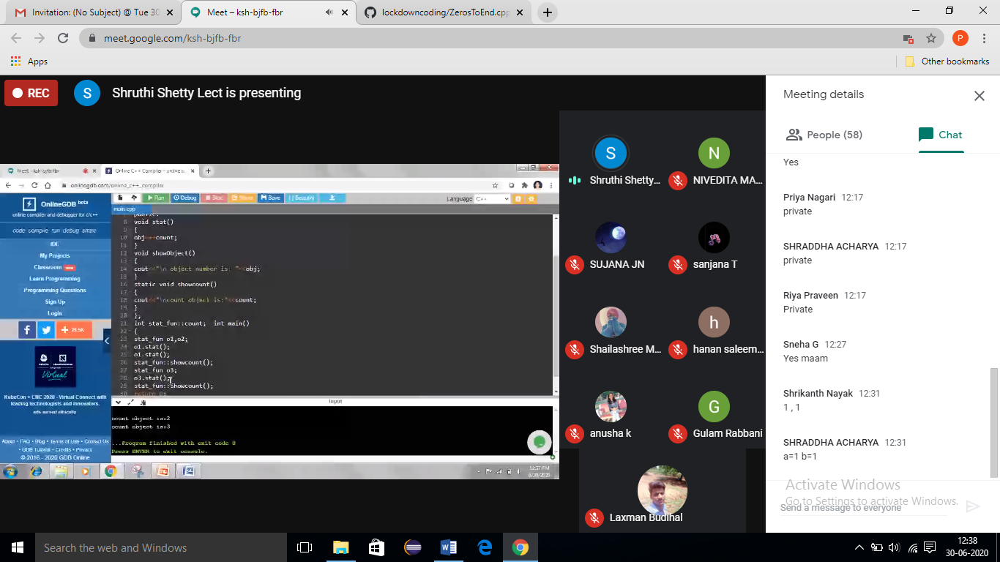 Invitation: (No Subject) @ Tue 30
Meet – ksh-bjfb-fbr
lockdowncoding/ZerosToEnd.cpp
meet.google.com/ksh-bjfb-fbr
P
Apps
Other bookmarks
REC
S
Shruthi Shetty Lect is presenting
Meet - ksh-bjfb-fbr
Online C++ Compiler - online
onlinegdb.com/online_c++_compiler
OnlineGDB beta
online compiler and debugger for c/c++
code. compile. run. debug. share.
IDE
My Projects
Classroom new
Learn Programming
Programming Questions
Sign Up
Login
KubeCon + CNC 2020 - Virtual Connect with
leading technologists and innovators.
ads served ethically
About • FAQ • Blog • Terms of Use • Contact Us
• GDB Tutorial • Credits • Privacy
© 2016 - 2020 GDB Online
Virtual
Run
Debug
Stop
Share
Save
{ } Beautify
Language C++
main.cpp
public:
8 void stat()
9 {
10 obj=++count;
11 }
12 void showObject()
13 {
14 cout<<"\n object number is: "<<obj;
15 }
16 static void showcount()
17 {
18 cout<<"\ncount object is:"<<count;
19 }
20 };
21 int stat_fun::count; int main()
22 {
23 stat_fun o1,o2;
24 o1.stat();
25 o1.stat();
26 stat_fun::showcount();
27 stat_fun o3;
28 o3.stat();
29 stat_fun::showcount();
30 return 0;
input
count object is:2
count object is:3
...Program finished with exit code 0
Press ENTER to exit console.
12:37 PM
6/30/2020
S
Shruthi Shetty...
N
NIVEDITA MA...
SUJANA JN
sanjana T
Shailashree M...
h
hanan saleem...
anusha k
G
Gulam Rabbani
Laxman Budihal
Meeting details
People (58)
Chat
Yes
Priya Nagari 12:17
private
SHRADDHA ACHARYA 12:17
private
Riya Praveen 12:17
Private
Sneha G 12:27
Yes maam
Shrikanth Nayak 12:31
1 , 1
SHRADDHA ACHARYA 12:31
a=1 b=1
Activate Windows
Go to Settings to activate Windows.
Send a message to everyone
Search the web and Windows
12:38
30-06-2020